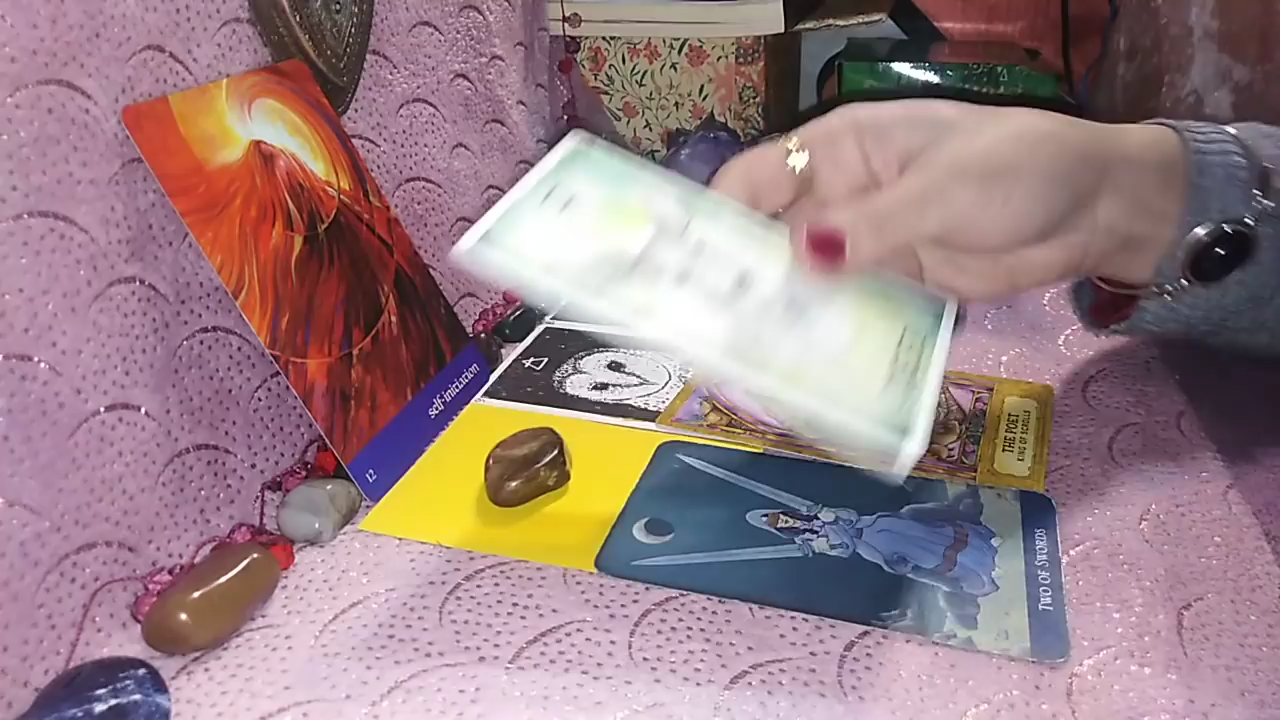 self-initiation
12
THE POET
KING OF SCROLLS
TWO OF SWORDS